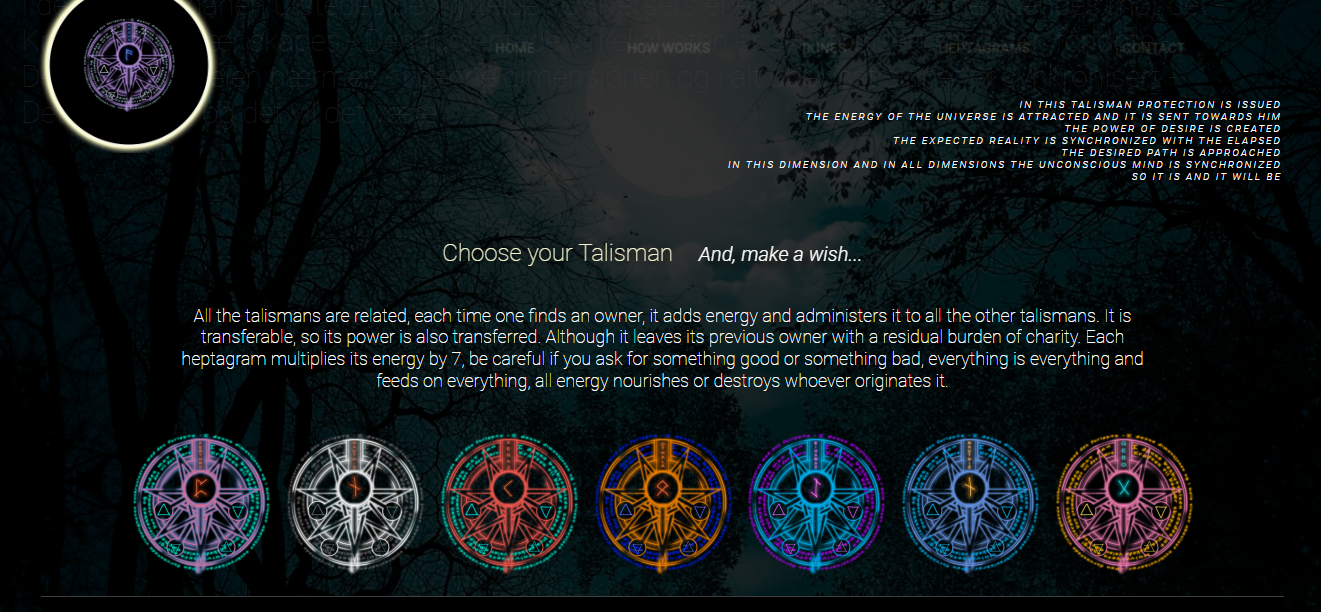 HOME HOW WORKS RUNES HEPTAGRAMS CONTACT
IN THIS TALISMAN PROTECTION IS ISSUED
THE ENERGY OF THE UNIVERSE IS ATTRACTED AND IT IS SENT TOWARDS HIM
THE POWER OF DESIRE IS CREATED
THE EXPECTED REALITY IS SYNCHRONIZED WITH THE ELAPSED
THE DESIRED PATH IS APPROACHED
IN THIS DIMENSION AND IN ALL DIMENSIONS THE UNCONSCIOUS MIND IS SYNCHRONIZED
SO IT IS AND IT WILL BE
Choose your Talisman And, make a wish...
All the talismans are related, each time one finds an owner, it adds energy and administers it to all the other talismans. It is
transferable, so its power is also transferred. Although it leaves its previous owner with a residual burden of charity. Each
heptagram multiplies its energy by 7, be careful if you ask for something good or something bad, everything is everything and
feeds on everything, all energy nourishes or destroys whoever originates it.